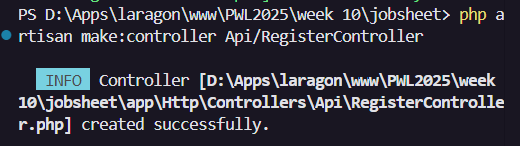 PS D:\Apps\laragon\www\PWL2025\week 10\jobsheet> php a
rtisan make:controller Api/RegisterController
INFO Controller [D:\Apps\laragon\www\PWL2025\week
10\jobsheet\app\Http\Controllers\Api\RegisterControlle
r.php] created successfully.